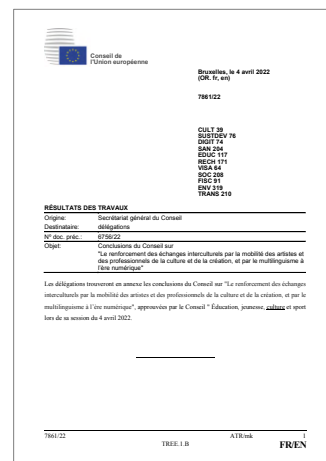 Conseil de
l'Union européenne
Bruxelles, le 4 avril 2022
(OR. fr, en)
7861/22
CULT 39
SUSTDEV 76
DIGIT 74
SAN 204
EDUC 117
RECH 171
VISA 64
SOC 208
FISC 91
ENV 319
TRANS 210
RÉSULTATS DES TRAVAUX
Origine: Secrétariat général du Conseil
Destinataire: délégations
Nº doc. préc.: 6756/22
Objet: Conclusions du Conseil sur
"Le renforcement des échanges interculturels par la mobilité des artistes et
des professionnels de la culture et de la création, et par le multilinguisme à
l'ère numérique"
Les délégations trouveront en annexe les conclusions du Conseil sur "Le renforcement des échanges
interculturels par la mobilité des artistes et des professionnels de la culture et de la création, et par le
multilinguisme à l'ère numérique", approuvées par le Conseil " Éducation, jeunesse, culture et sport
lors de sa session du 4 avril 2022.
7861/22 ATR/mk 1
TREE.1.B FR/EN